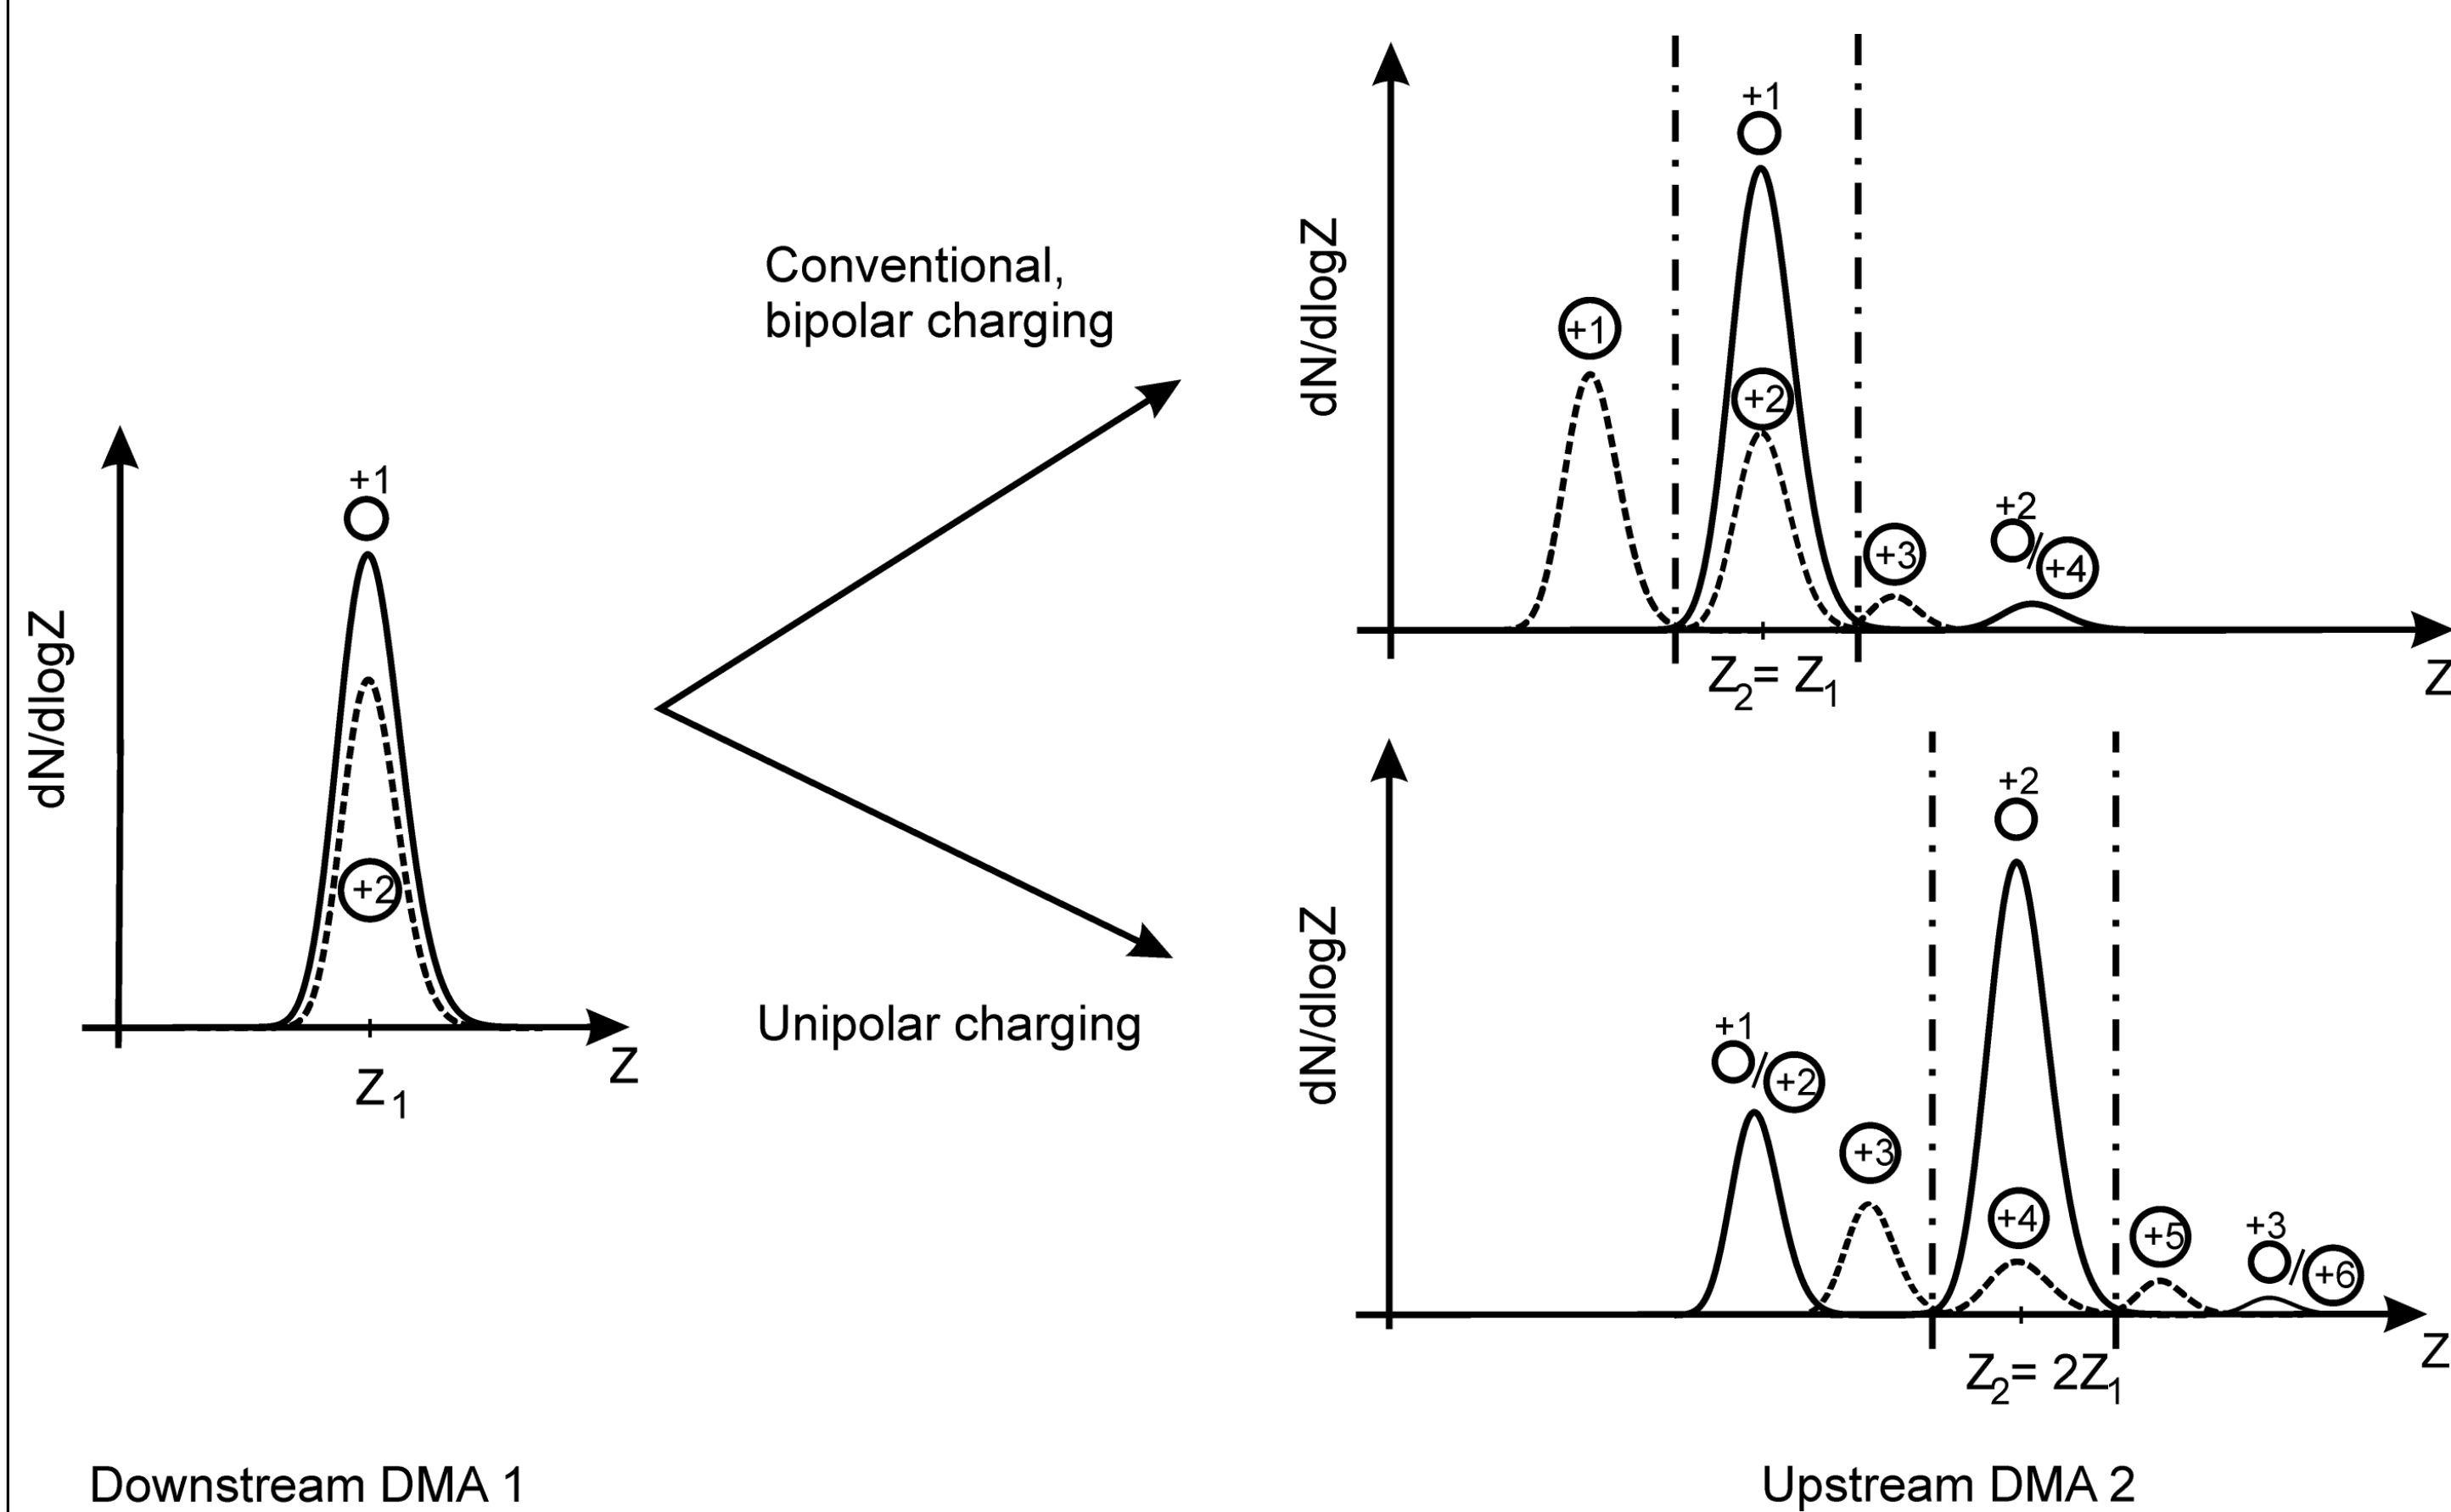 dN/dlogZ
+1
+2
Z
Z1
Downstream DMA 1
Conventional,
bipolar charging
Unipolar charging
dN/dlogZ
+1
+1
+2
+3
+2
/
+4
Z2= Z1
Z
dN/dlogZ
+1
/
+2
+3
+2
+4
+5
+3
/
+6
Z2= 2Z1
Z
Upstream DMA 2